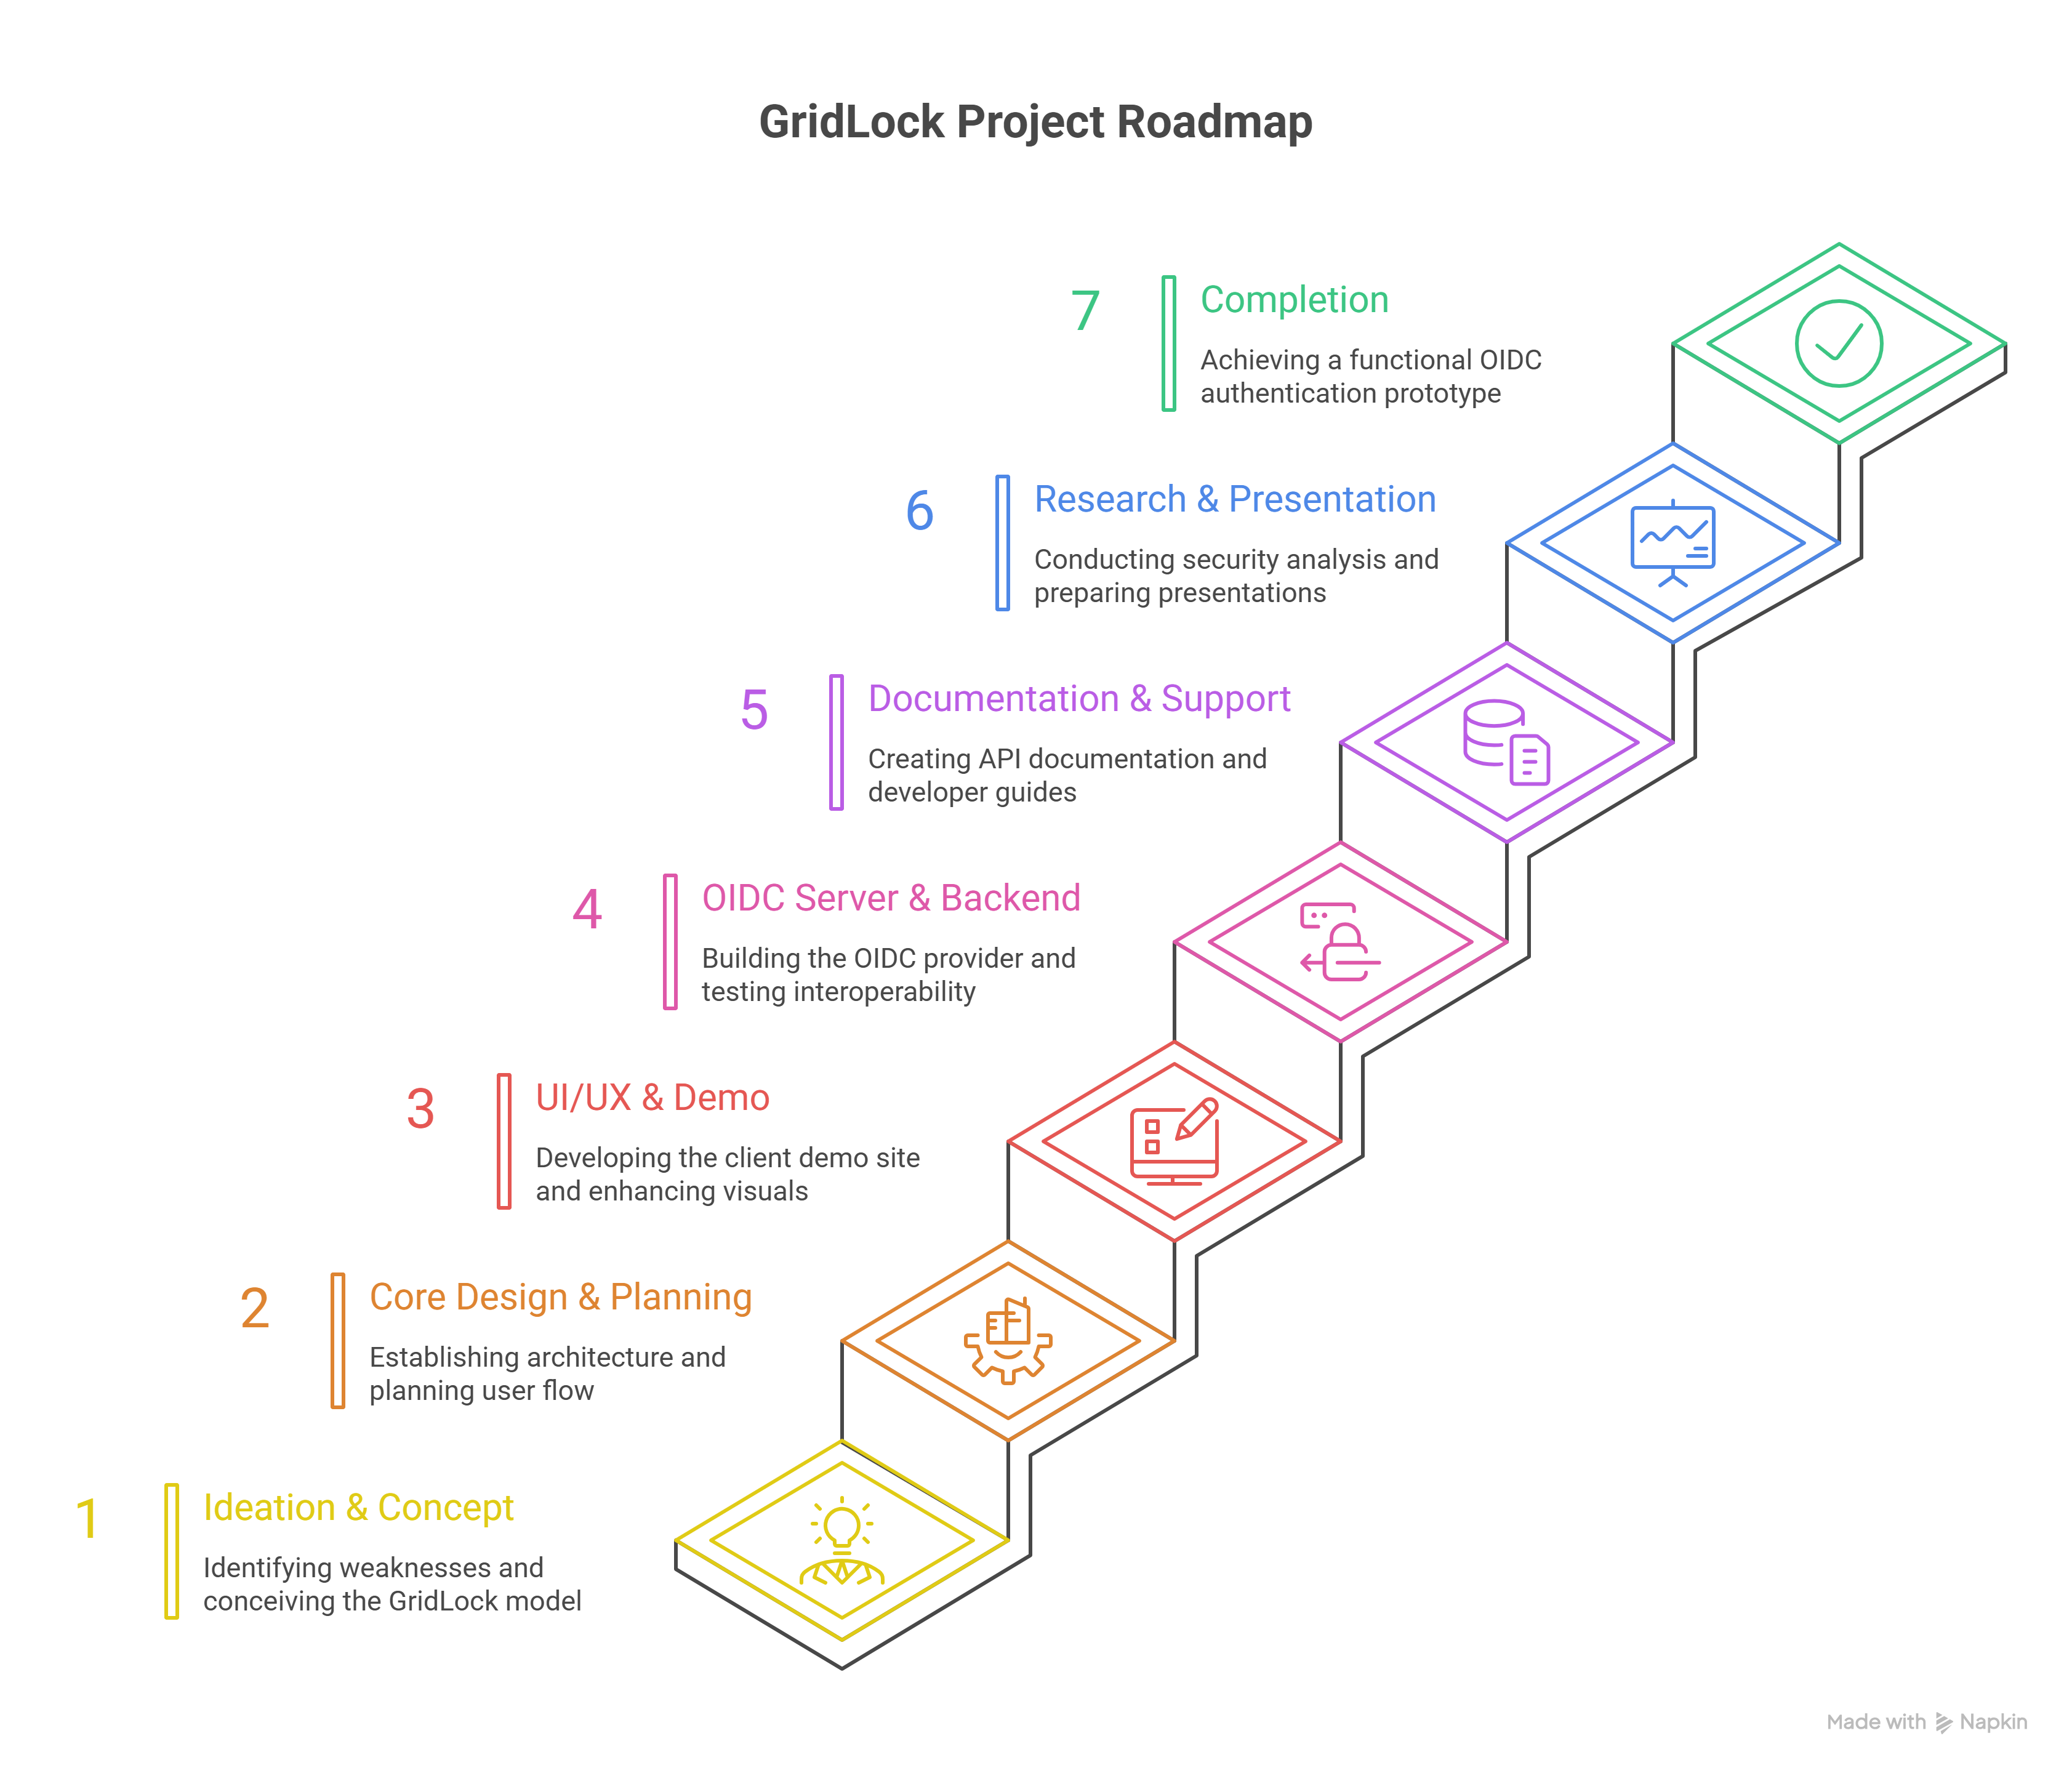 GridLock Project Roadmap
7
Completion
Achieving a functional OIDC
authentication prototype
6
Research & Presentation
Conducting security analysis and
preparing presentations
5
Documentation & Support
Creating API documentation and
developer guides
4
OIDC Server & Backend
Building the OIDC provider and
testing interoperability
3
UI/UX & Demo
Developing the client demo site
and enhancing visuals
2
Core Design & Planning
Establishing architecture and
planning user flow
1
Ideation & Concept
Identifying weaknesses and
conceiving the GridLock model
Made with Napkin